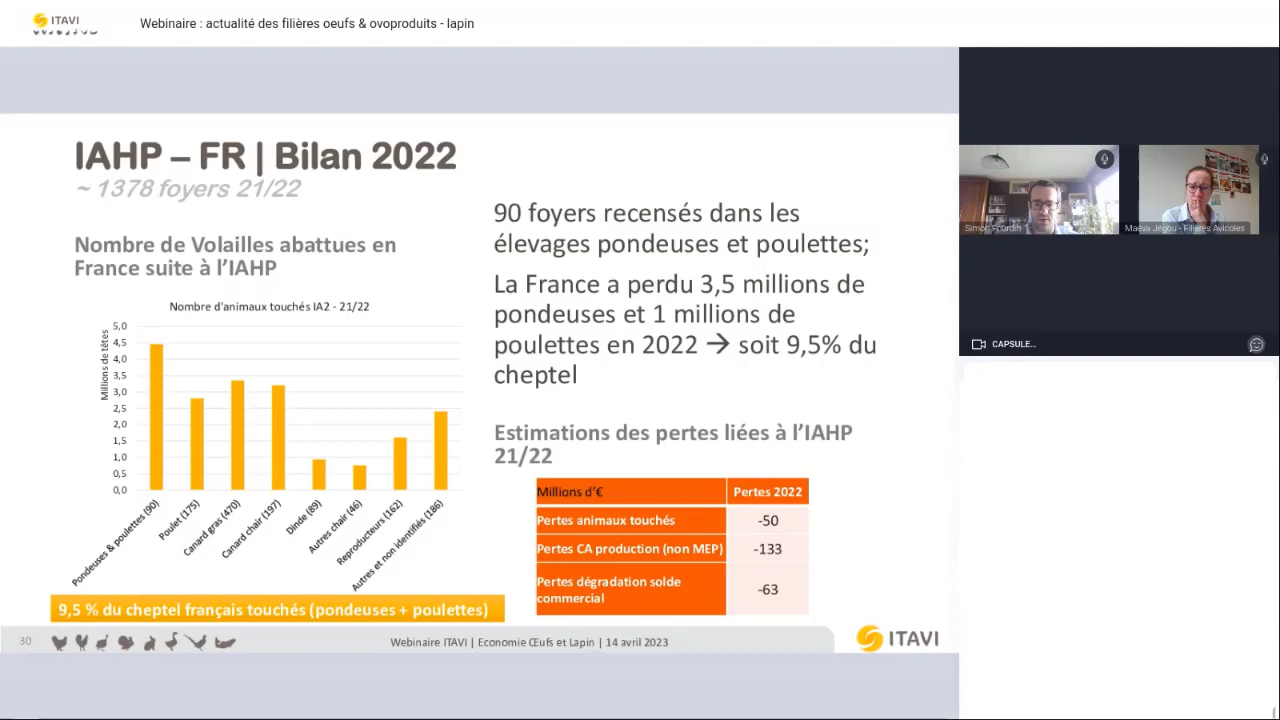 ITAVI
Webinaire : actualité des filières oeufs & ovoproduits - lapin
IAHP – FR | Bilan 2022
~ 1378 foyers 21/22
Nombre de Volailles abattues en
France suite à l'IAHP
Nombre d'animaux touchés IA2 - 21/22
Millions de têtes
5,0
4,5
4,0
3,5
3,0
2,5
2,0
1,5
1,0
0,5
0,0
Pondeuses & poulettes (90)
Poulet (175)
Canard gras (470)
Canard chair (197)
Dinde (89)
Autres chair (46)
Reproducteurs (162)
Autres et non identifiés (186)
9,5 % du cheptel français touchés (pondeuses + poulettes)
90 foyers recensés dans les
élevages pondeuses et poulettes;
La France a perdu 3,5 millions de
pondeuses et 1 millions de
poulettes en 2022 → soit 9,5% du
cheptel
Estimations des pertes liées à l'IAHP
21/22
Millions d'€ Pertes 2022
Pertes animaux touchés -50
Pertes CA production (non MEP) -133
Pertes dégradation solde
commercial -63
30
Webinaire ITAVI | Economie Œufs et Lapin | 14 avril 2023
ITAVI
Simon Fourdin
Maëva Jégou - Filières Avicoles
CAPSULE...